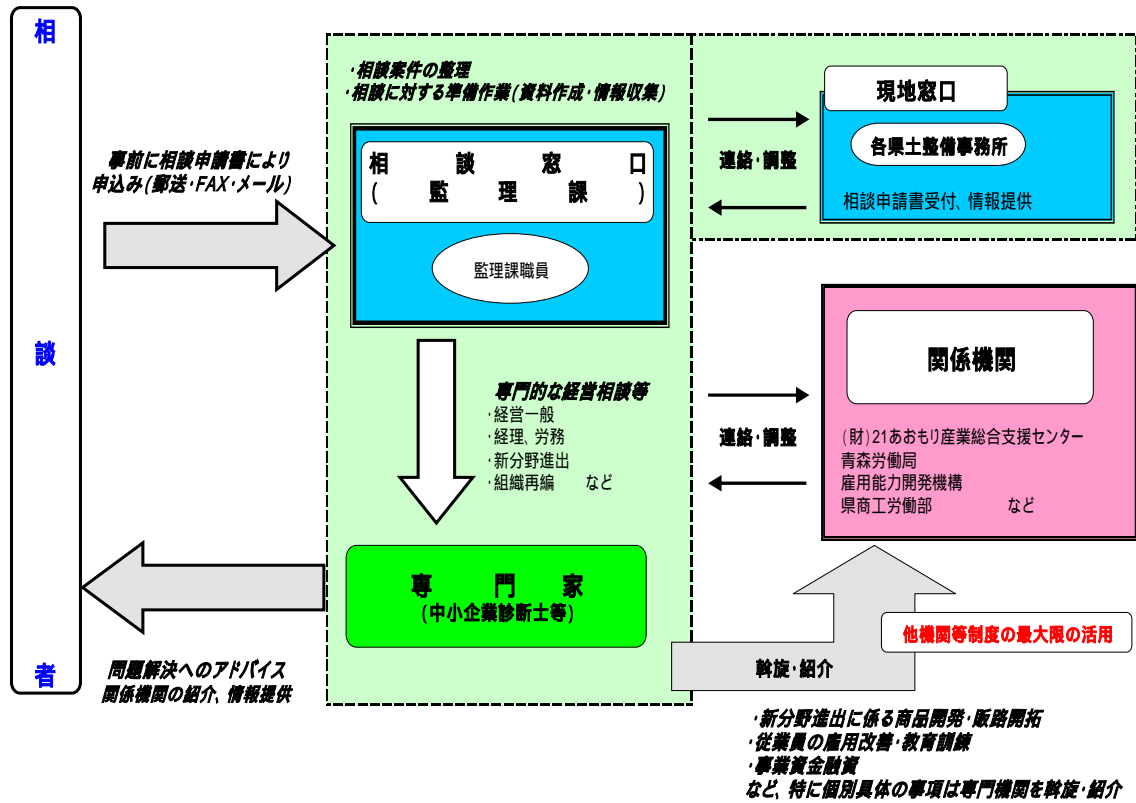 相談者
事前に相談申請書により
申込み(郵送・FAX・メール)
・相談案件の整理
・相談に対する準備作業(資料作成・情報収集)
相談窓口
(監理課)
監理課職員
連絡・調整
現地窓口
各県土整備事務所
相談申請書受付、情報提供
専門的な経営相談等
・経営一般
・経理、労務
・新分野進出
・組織再編　など
連絡・調整
関係機関
(財)21あおもり産業総合支援センター
青森労働局
雇用能力開発機構
県商工労働部　など
専門家
(中小企業診断士等)
問題解決へのアドバイス
関係機関の紹介、情報提供
斡旋・紹介
他機関等制度の最大限の活用
・新分野進出に係る商品開発・販路開拓
・従業員の雇用改善・教育訓練
・事業資金融資
など、特に個別具体の事項は専門機関を斡旋・紹介